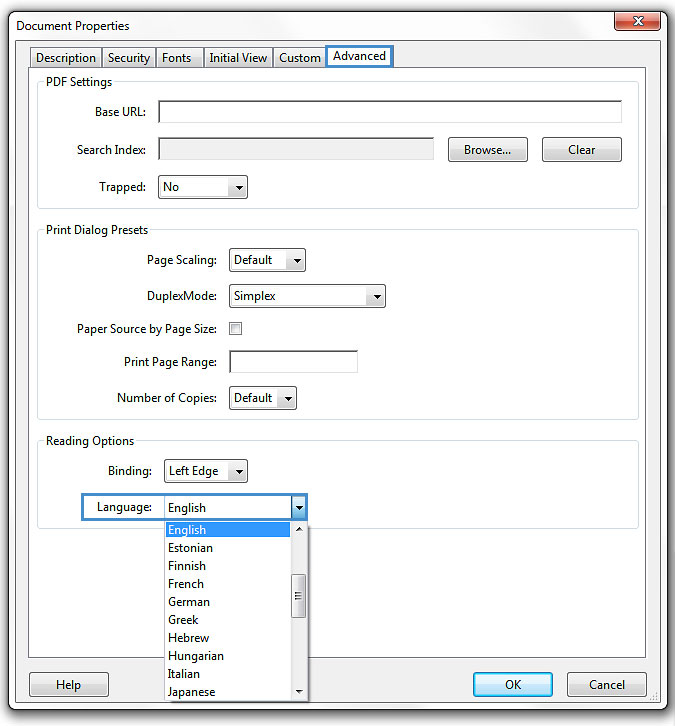 Document Properties
Description Security Fonts Initial View Custom Advanced
PDF Settings
Base URL:
Search Index: Browse... Clear
Trapped: No
Print Dialog Presets
Page Scaling: Default
DuplexMode: Simplex
Paper Source by Page Size:
Print Page Range:
Number of Copies: Default
Reading Options
Binding: Left Edge
Language: English
English
Estonian
Finnish
French
German
Greek
Hebrew
Hungarian
Italian
Japanese
Help OK Cancel